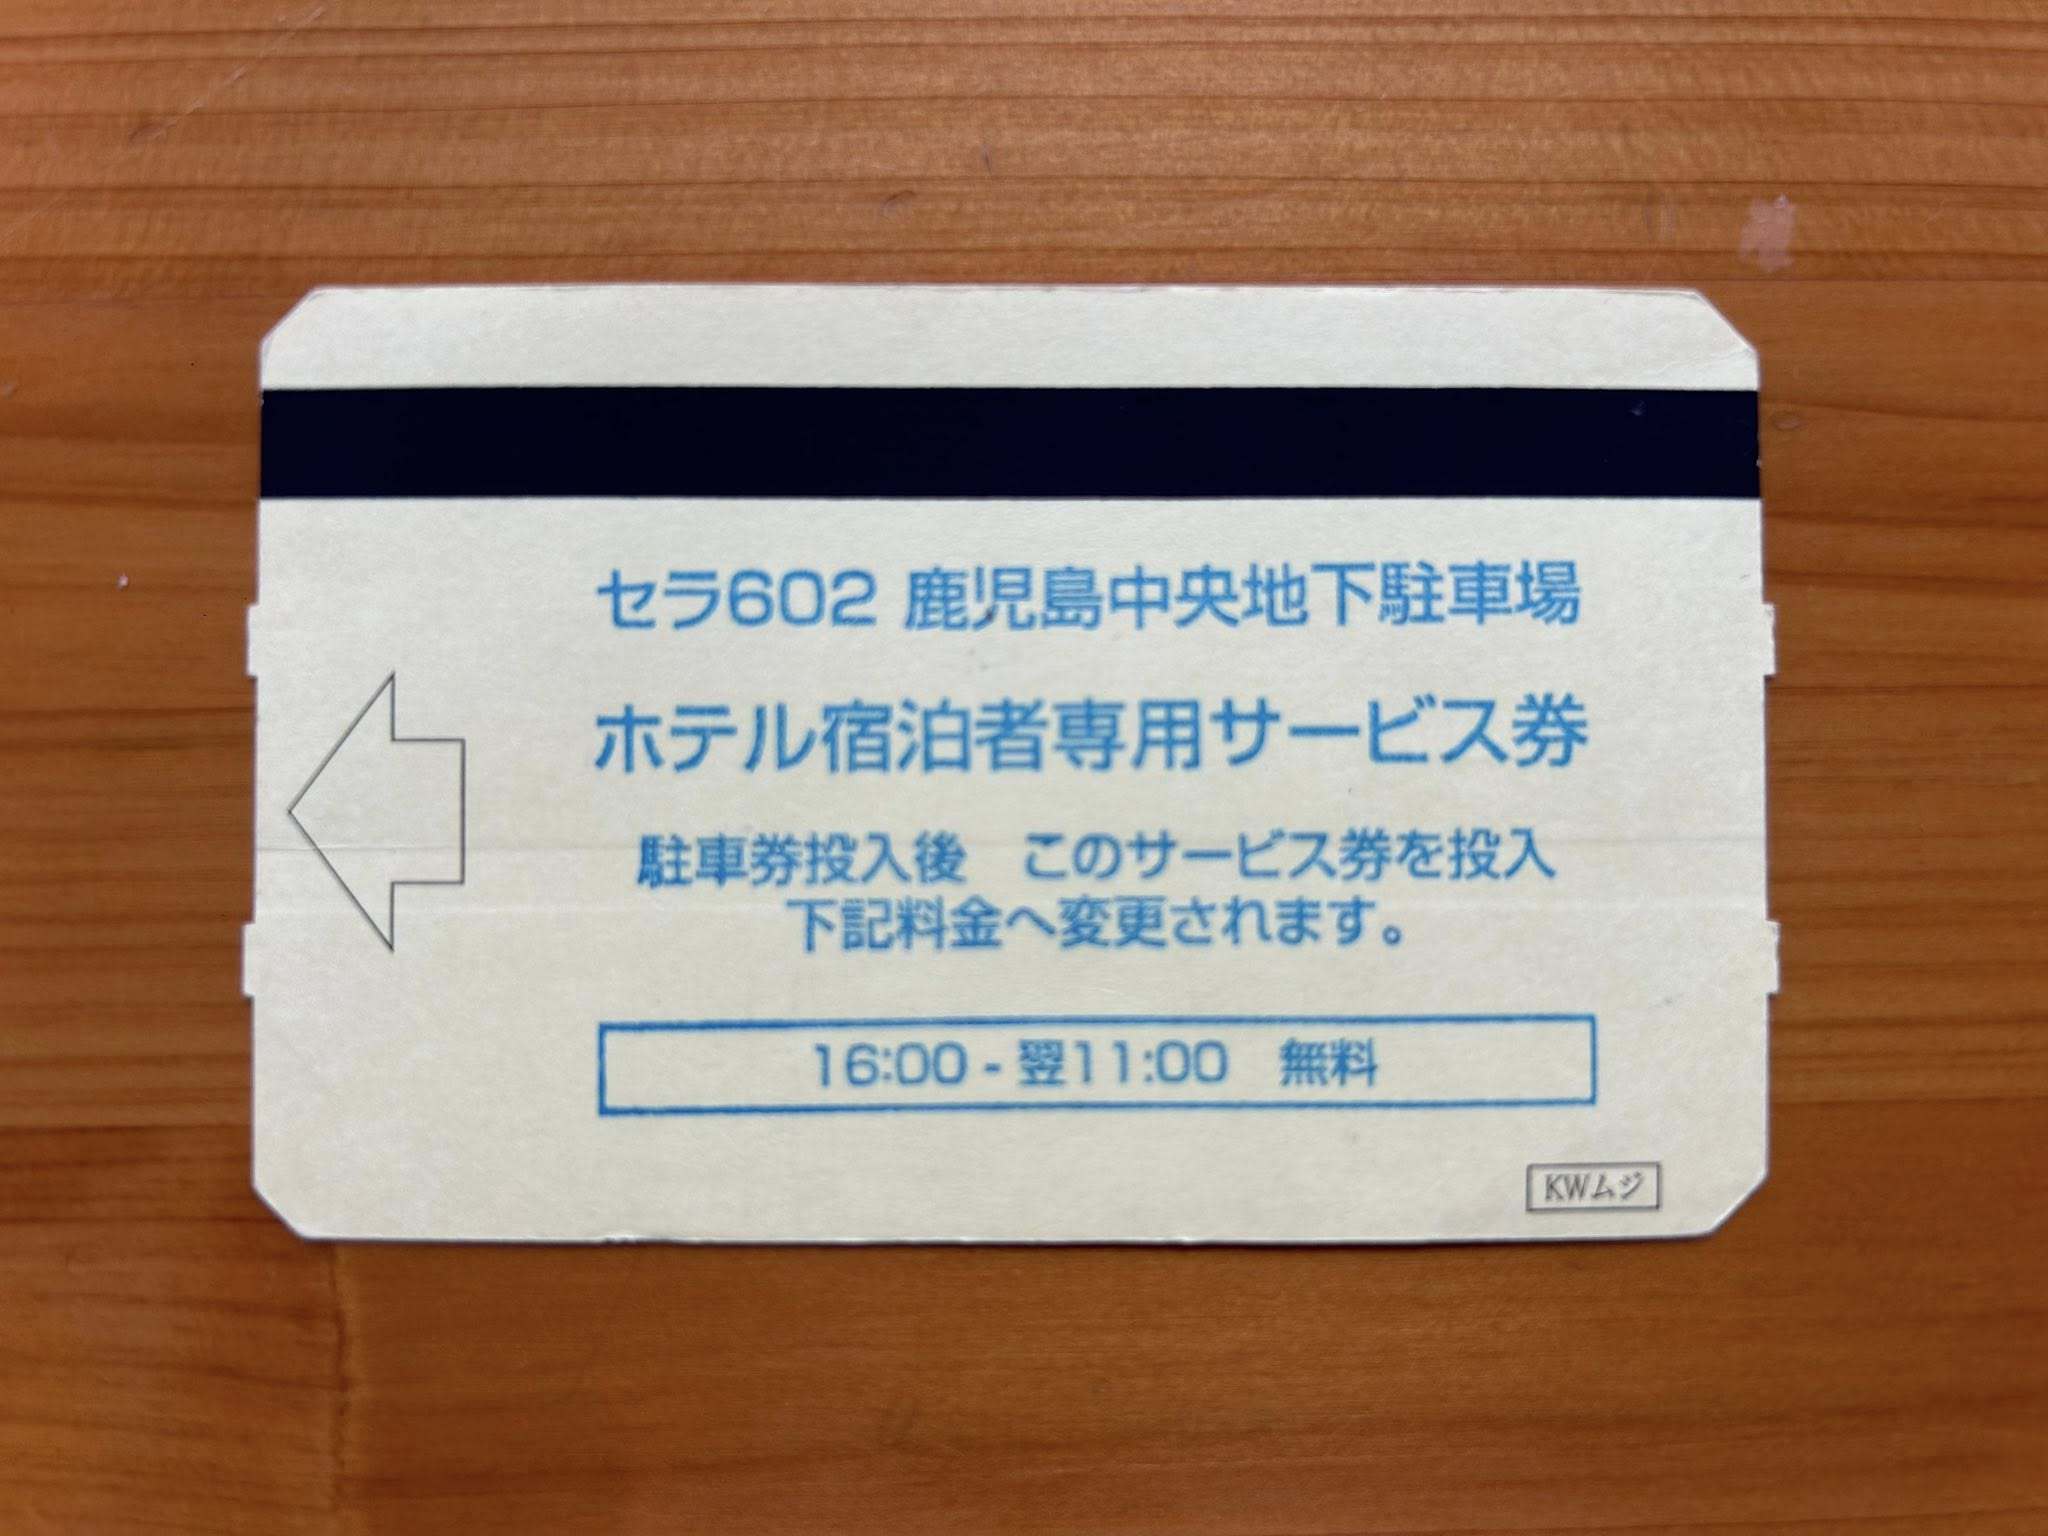 セラ602 鹿児島中央地下駐車場
ホテル宿泊者専用サービス券
駐車券投入後　このサービス券を投入
下記料金へ変更されます。
16:00 - 翌11:00　無料
KWムジ